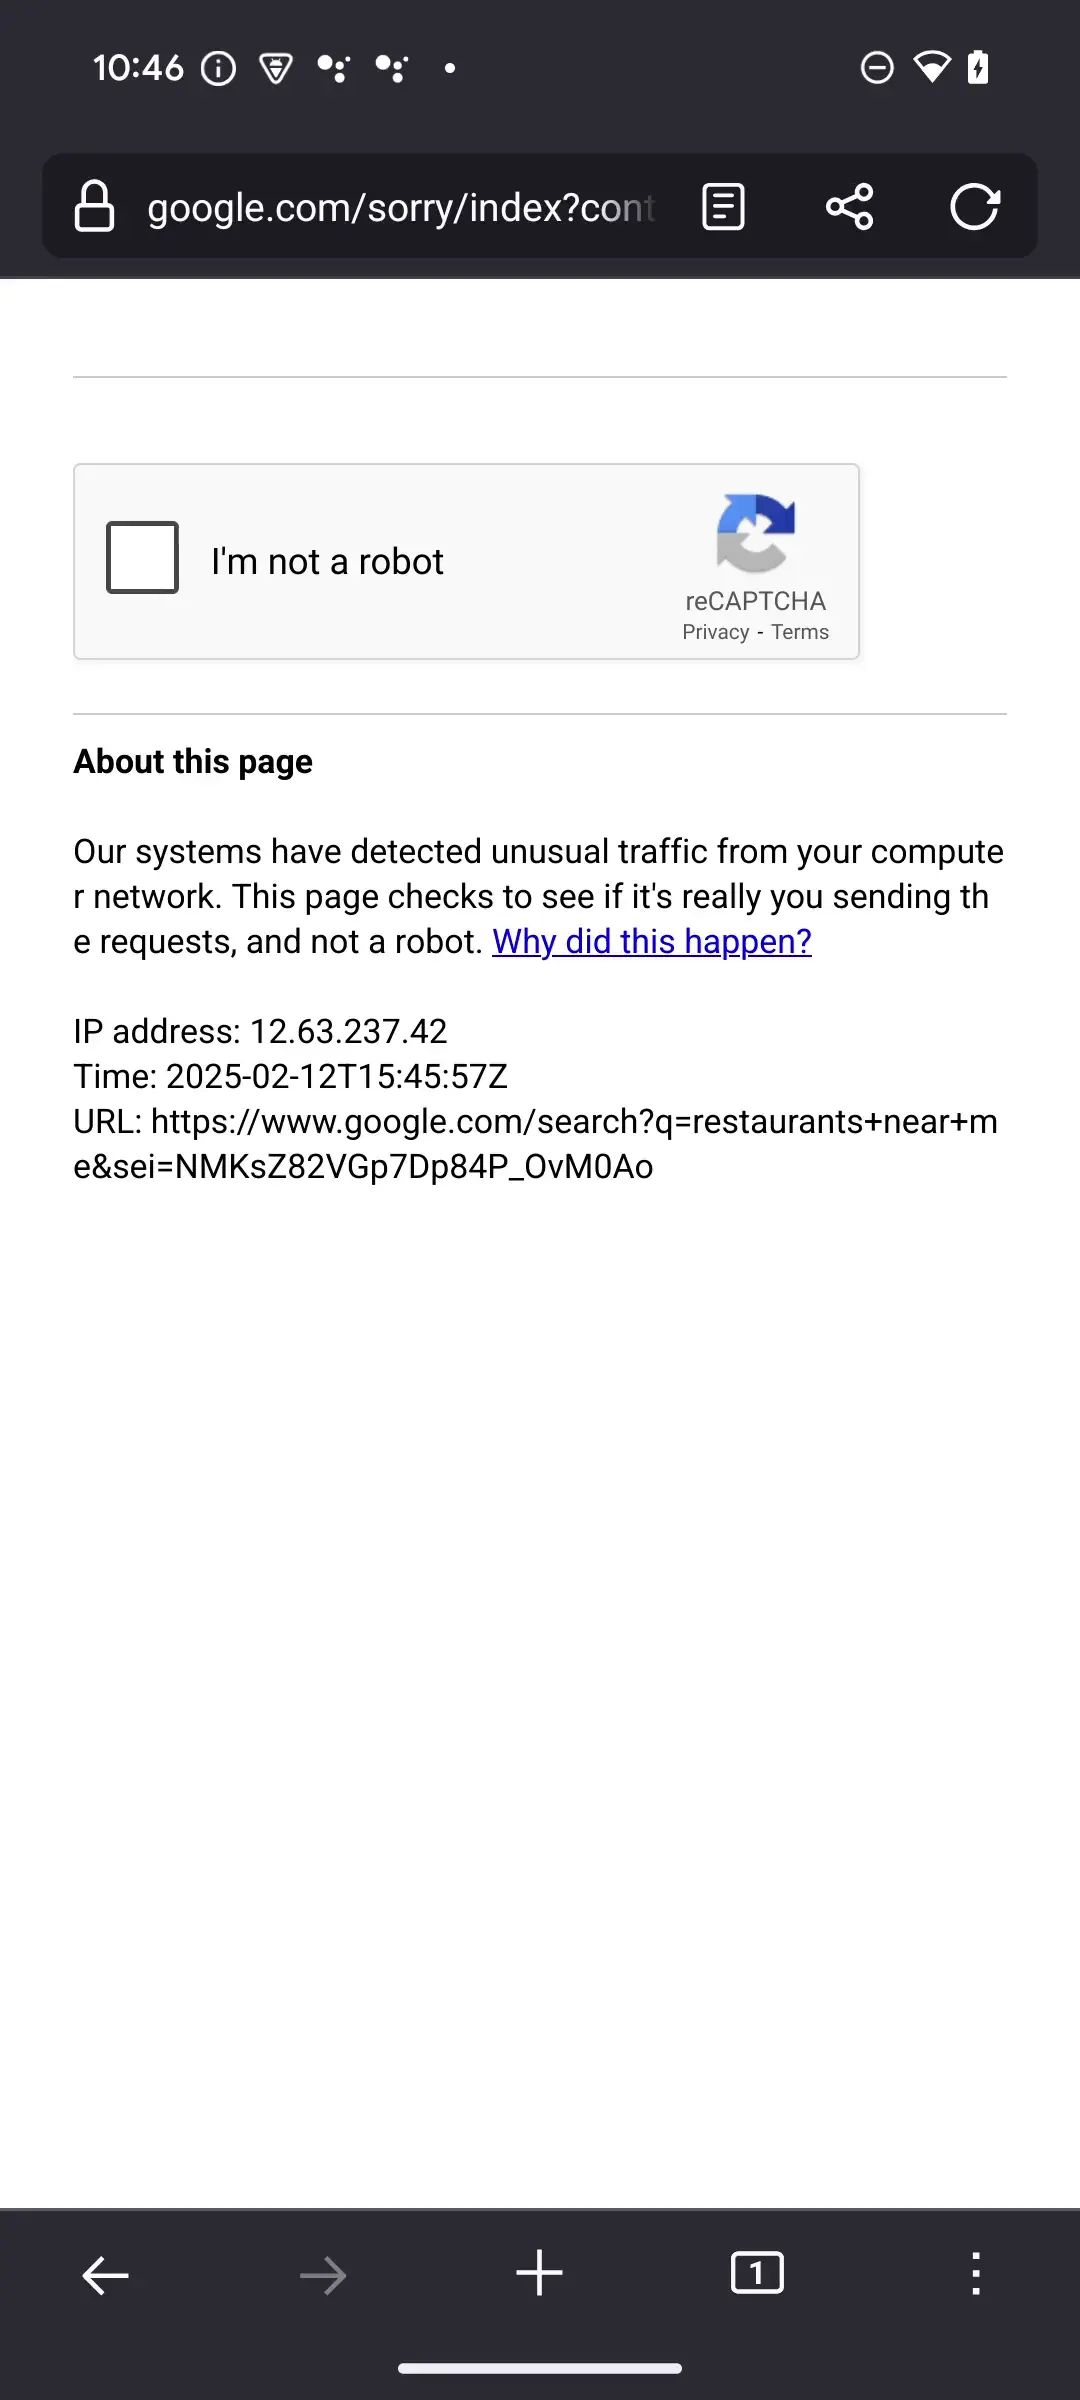 10:46
google.com/sorry/index?cont
I'm not a robot
reCAPTCHA
Privacy - Terms
About this page
Our systems have detected unusual traffic from your compute
r network. This page checks to see if it's really you sending th
e requests, and not a robot. Why did this happen?
IP address: 12.63.237.42
Time: 2025-02-12T15:45:57Z
URL: https://www.google.com/search?q=restaurants+near+m
e&sei=NMKsZ82VGp7Dp84P_OvM0Ao
1